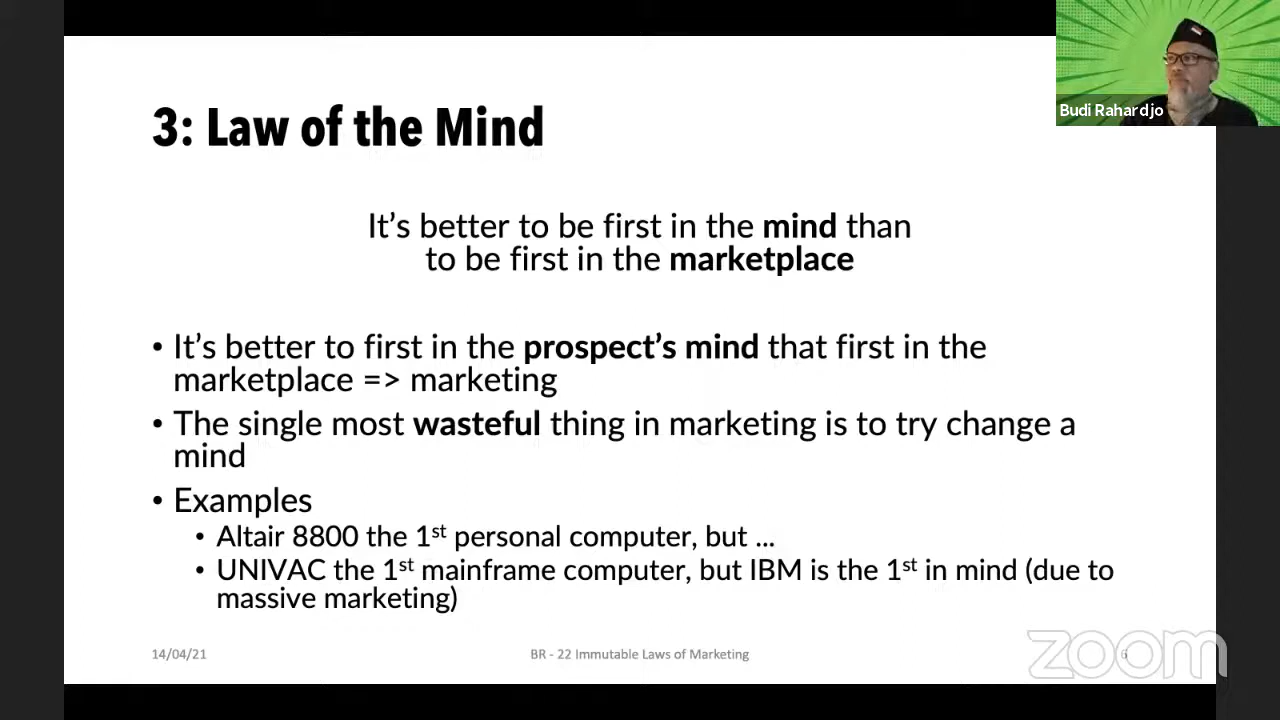 Budi Rahardjo
3: Law of the Mind
It's better to be first in the mind than
to be first in the marketplace
• It's better to first in the prospect's mind that first in the
marketplace => marketing
• The single most wasteful thing in marketing is to try change a
mind
• Examples
• Altair 8800 the 1st personal computer, but ...
• UNIVAC the 1st mainframe computer, but IBM is the 1st in mind (due to
massive marketing)
14/04/21
BR - 22 Immutable Laws of Marketing
6
zoom